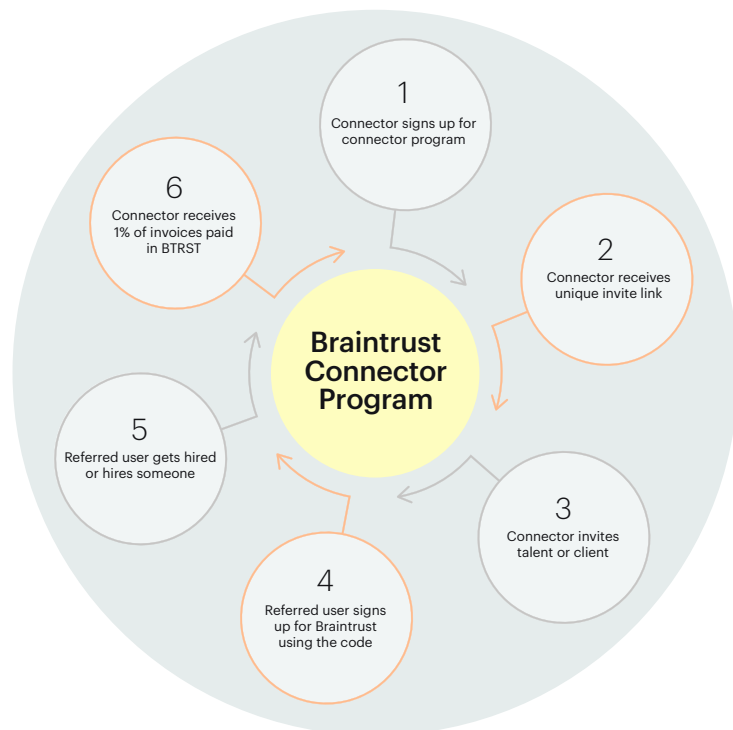 1
Connector signs up for
connector program
2
Connector receives
unique invite link
3
Connector invites
talent or client
4
Referred user signs
up for Braintrust
using the code
5
Referred user gets hired
or hires someone
6
Connector receives
1% of invoices paid
in BTRST
Braintrust
Connector
Program